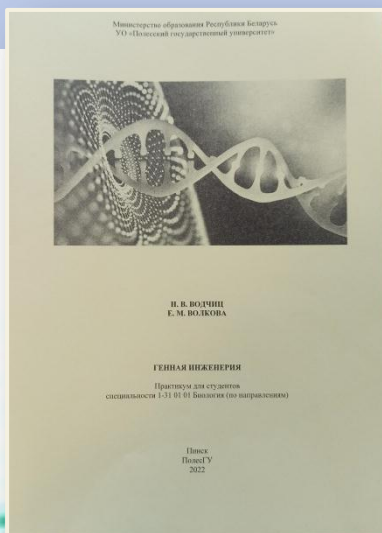 Министерство образования Республики Беларусь
УО «Полесский государственный университет»
Н. В. ВОДЧИЦ
Е. М. ВОЛКОВА
ГЕННАЯ ИНЖЕНЕРИЯ
Практикум для студентов
специальности 1-31 01 01 Биология (по направлениям)
Пинск
ПолесГУ
2022